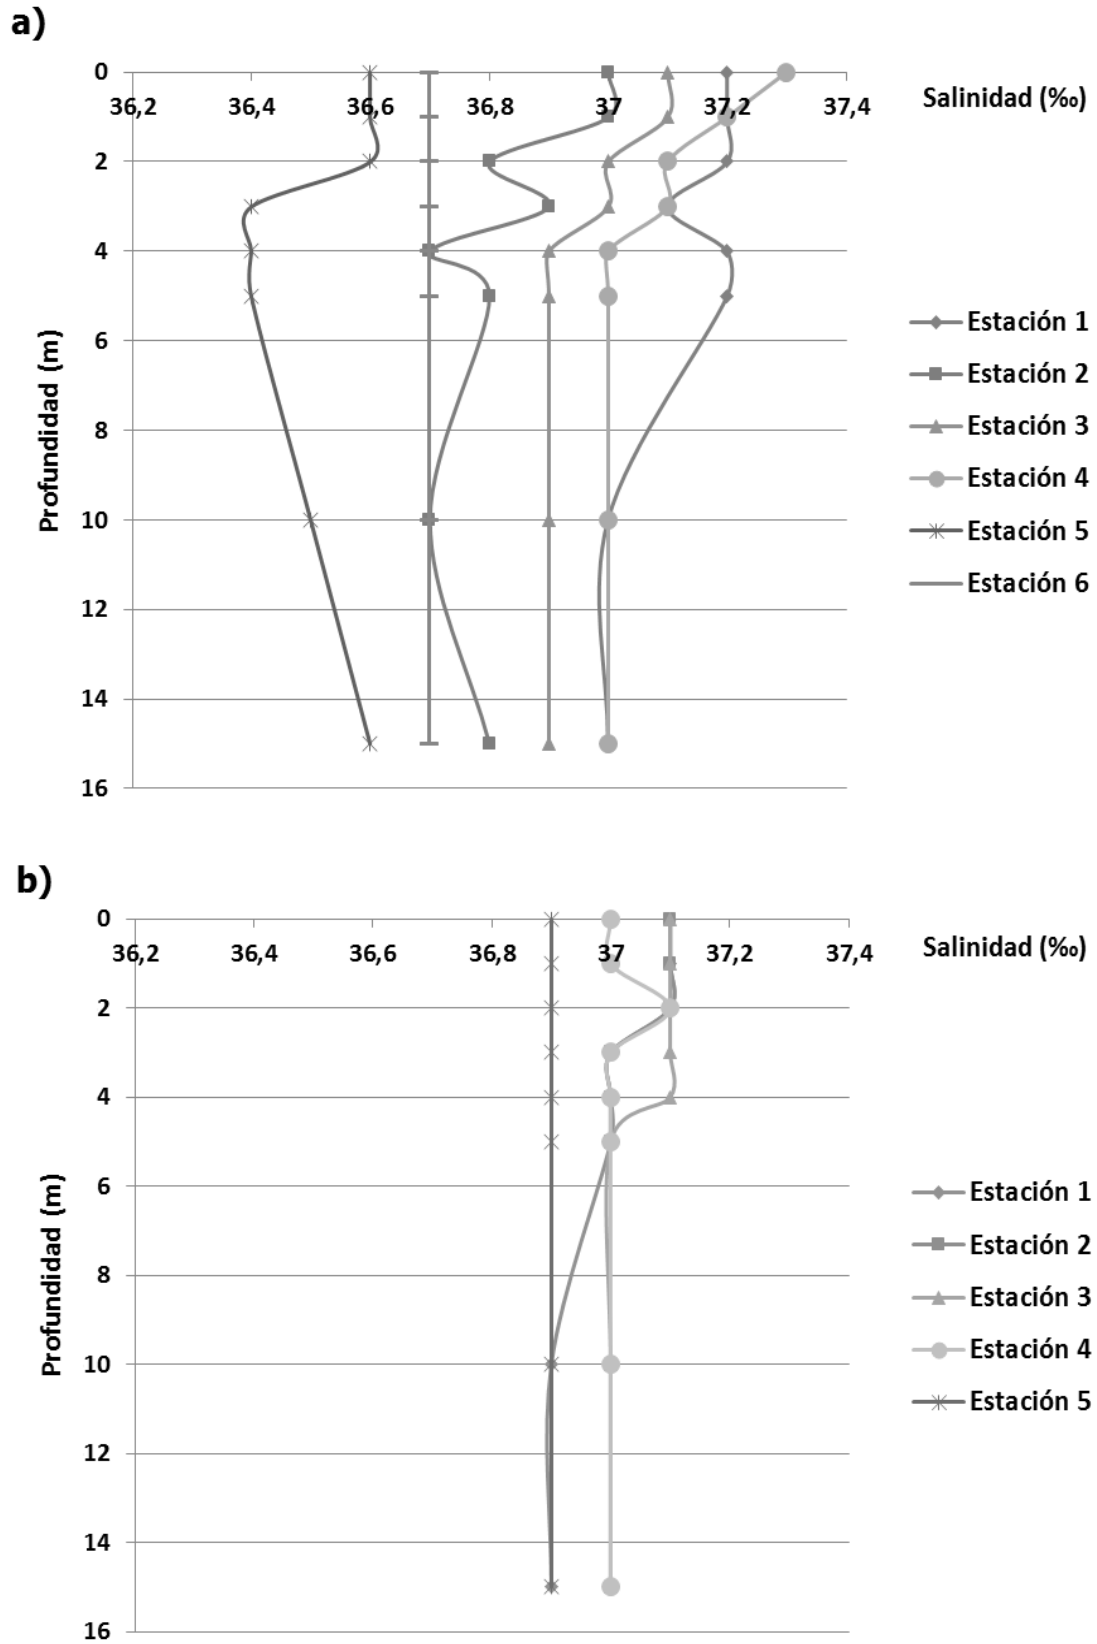 a)
0
36,2 36,4 36,6 36,8 37 37,2 37,4
Salinidad (‰)
2
4
6
8
10
12
14
16
Profundidad (m)
Estación 1
Estación 2
Estación 3
Estación 4
Estación 5
Estación 6
b)
0
36,2 36,4 36,6 36,8 37 37,2 37,4
Salinidad (‰)
2
4
6
8
10
12
14
16
Profundidad (m)
Estación 1
Estación 2
Estación 3
Estación 4
Estación 5